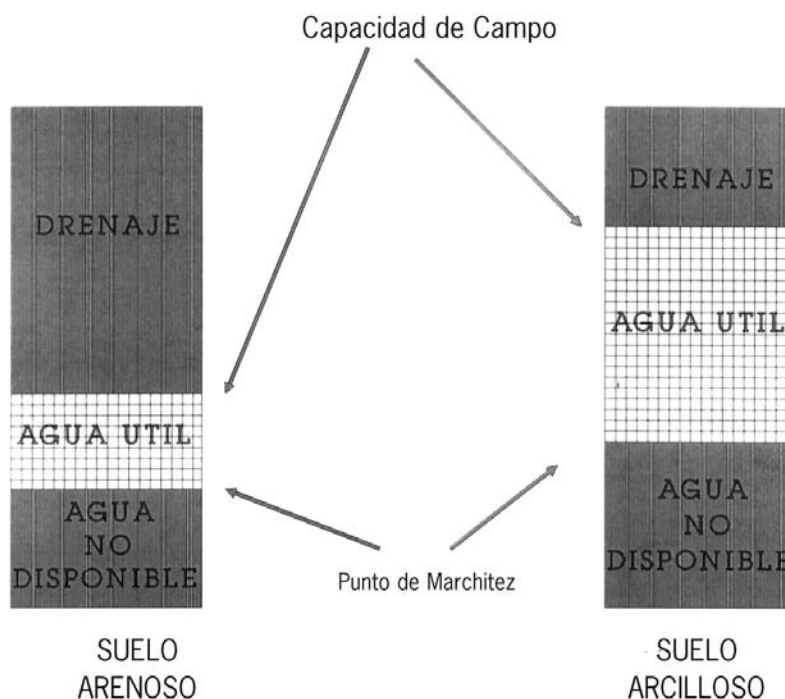 Capacidad de Campo
DRENAJE
AGUA UTIL
AGUA
NO
DISPONIBLE
DRENAJE
AGUA UTIL
AGUA
NO
DISPONIBLE
Punto de Marchitez
SUELO
ARENOSO
SUELO
ARCILLOSO